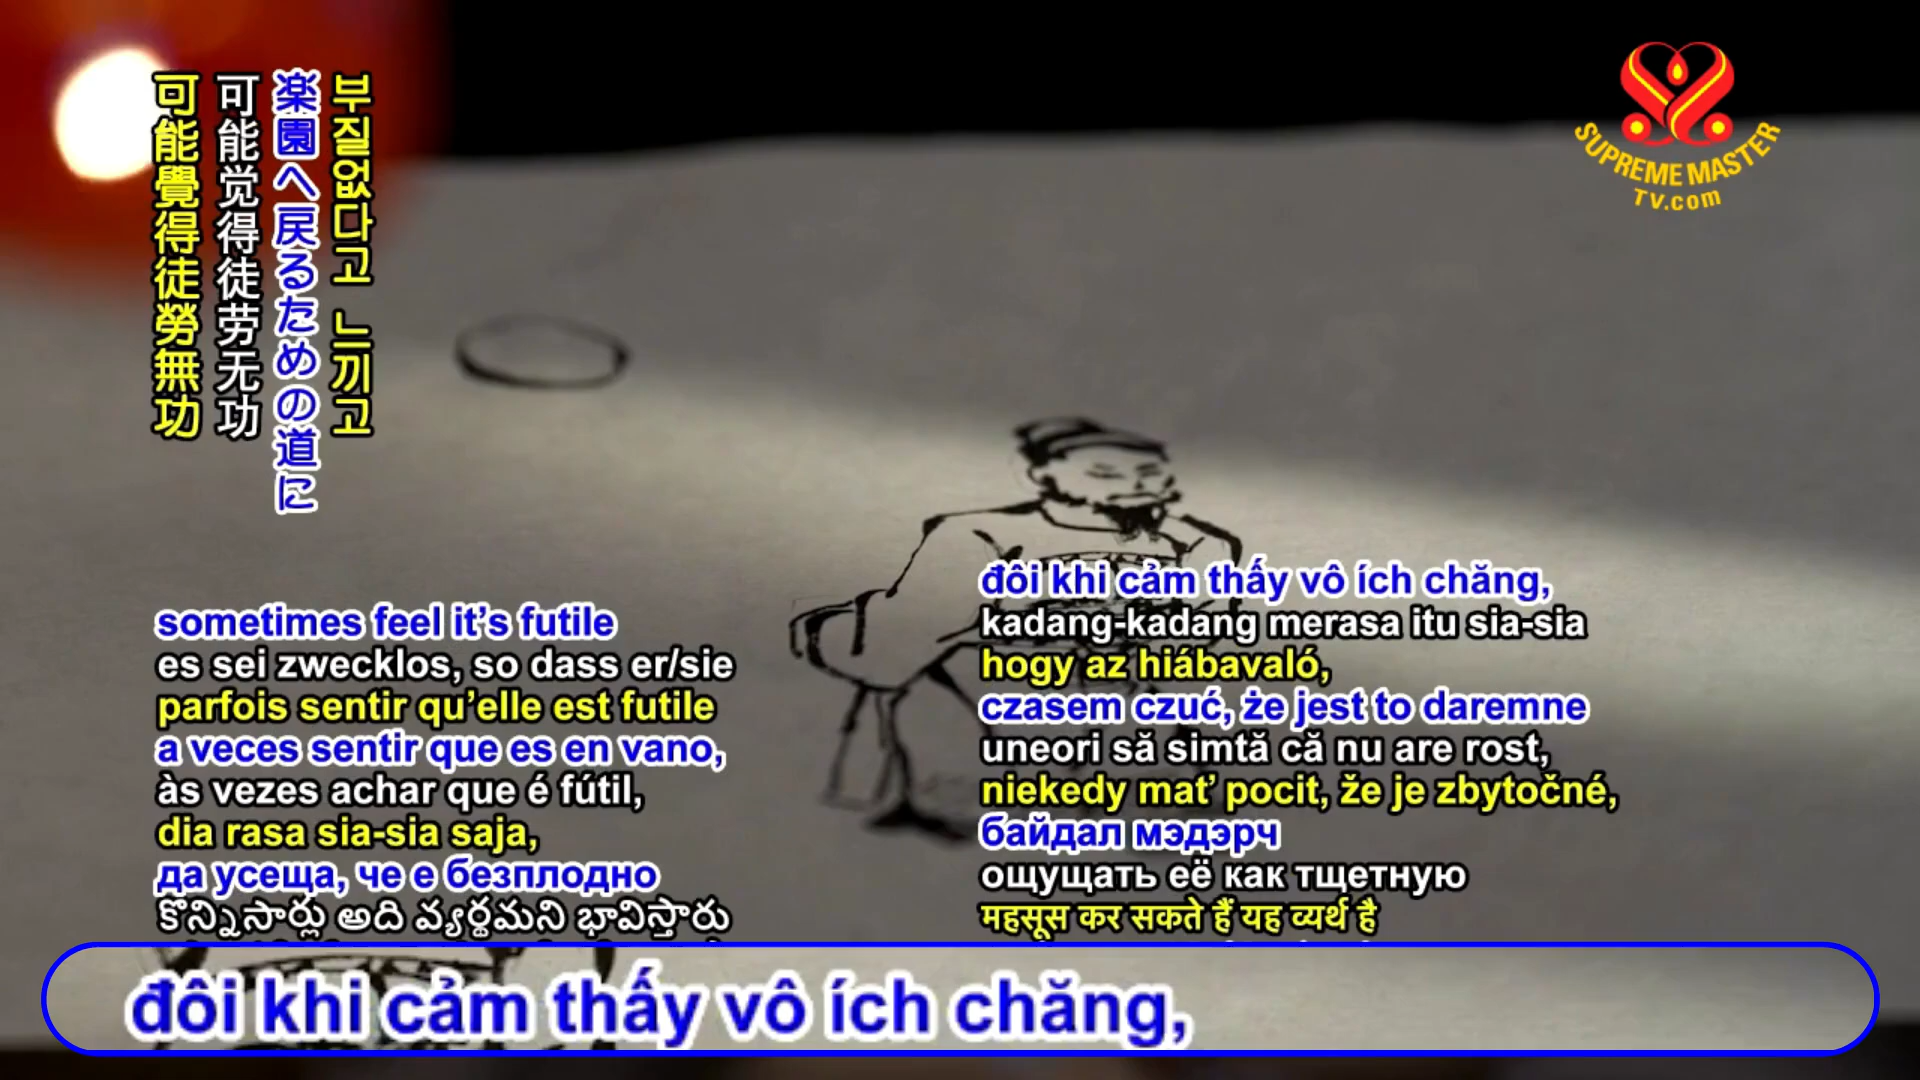 부질없다고 느끼고
楽園へ戻るための道に
可能觉得徒劳无功
可能覺得徒勞無功
SUPREME MASTER
TV.com
sometimes feel it’s futile
es sei zwecklos, so dass er/sie
parfois sentir qu’elle est futile
a veces sentir que es en vano,
às vezes achar que é fútil,
dia rasa sia-sia saja,
да усеща, че е безплодно
కొన్నిసార్లు అది వ్యర్థమని భావిస్తారు
đôi khi cảm thấy vô ích chăng,
kadang-kadang merasa itu sia-sia
hogy az hiábavaló,
czasem czuć, że jest to daremne
uneori să simtă că nu are rost,
niekedy mať pocit, že je zbytočné,
байдал мэдэрч
ощущать её как тщетную
महसूस कर सकते हैं यह व्यर्थ है
đôi khi cảm thấy vô ích chăng,